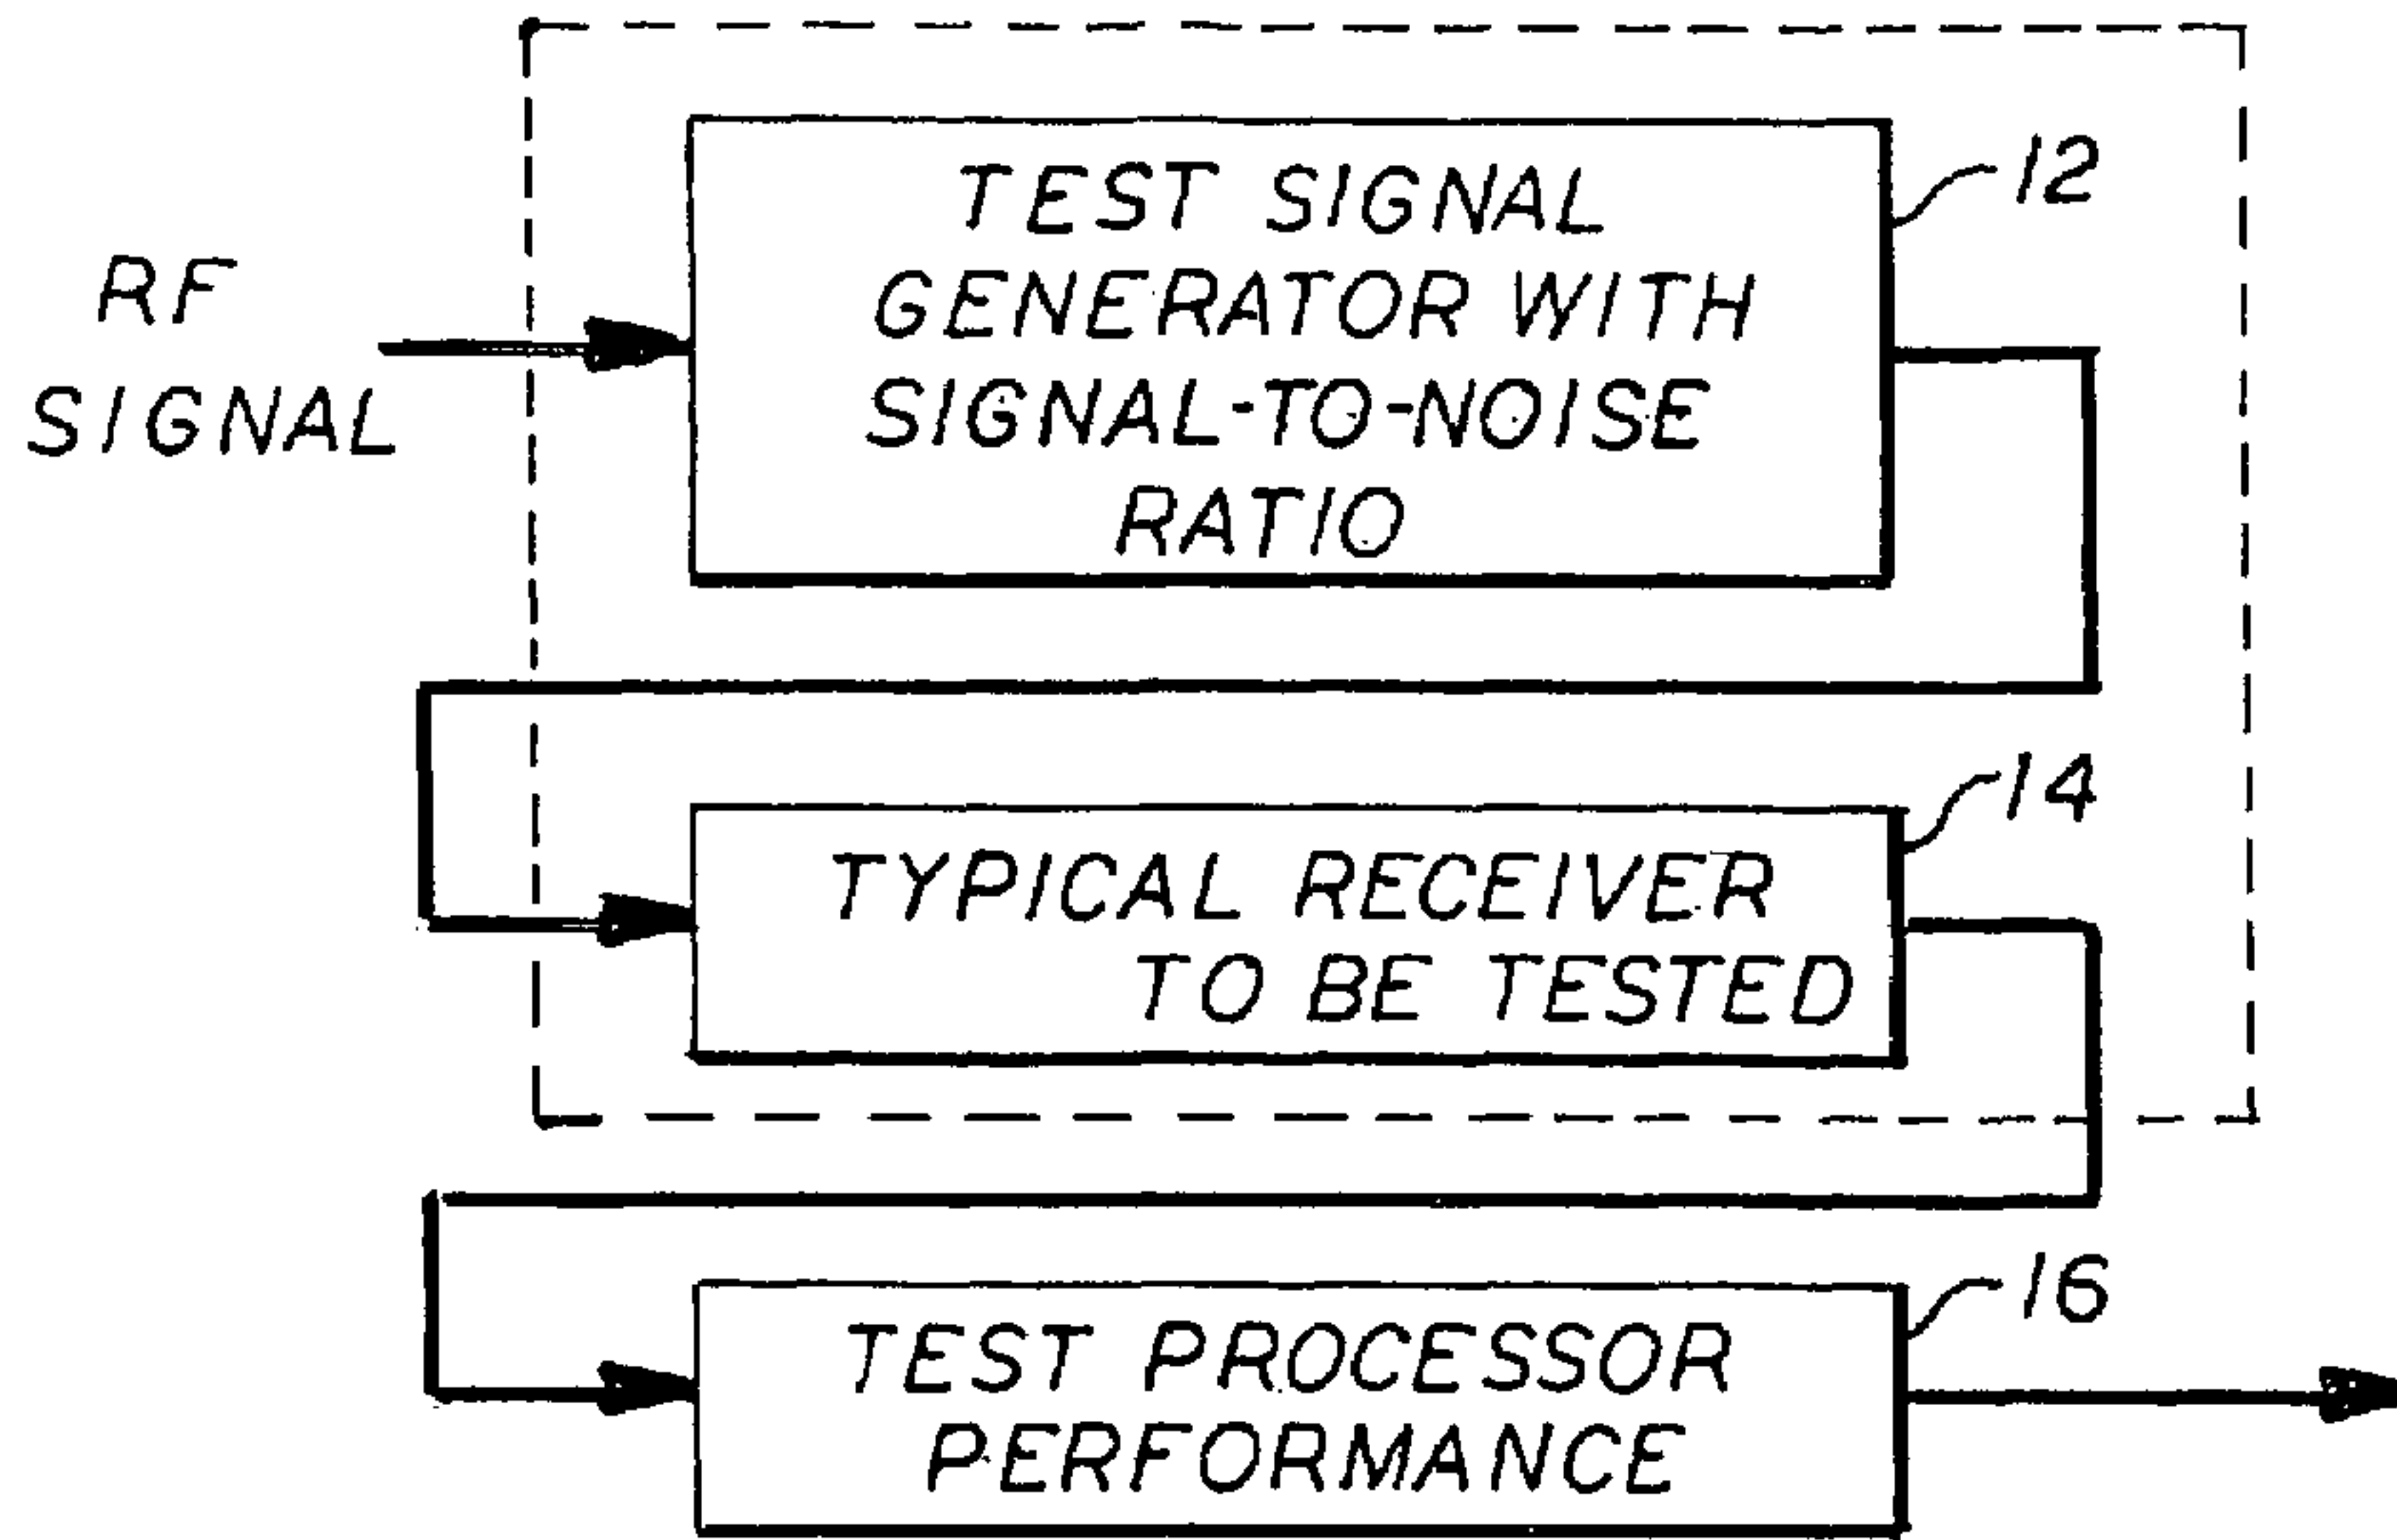 RF
SIGNAL
TEST SIGNAL
GENERATOR WITH
SIGNAL-TO-NOISE
RATIO
12
TYPICAL RECEIVER
TO BE TESTED
14
TEST PROCESSOR
PERFORMANCE
16